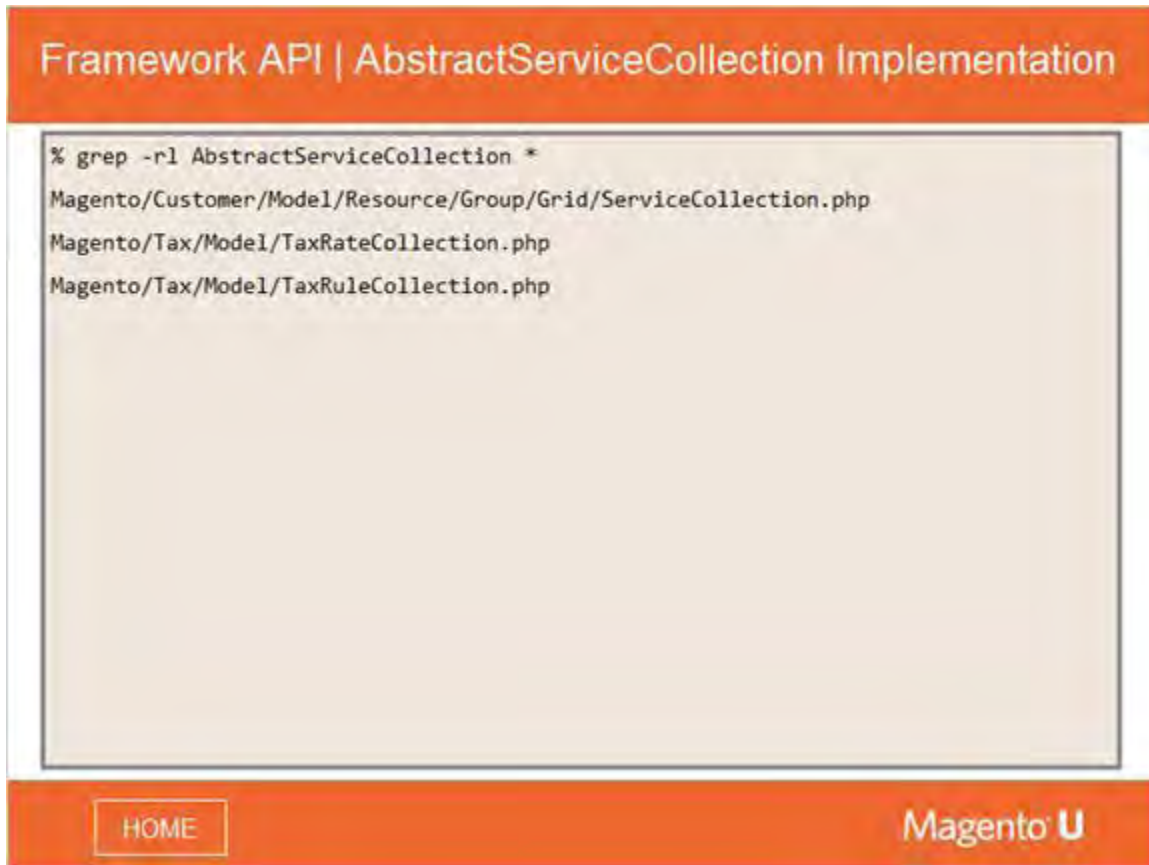 Framework API | AbstractServiceCollection Implementation
% grep -rl AbstractServiceCollection *
Magento/Customer/Model/Resource/Group/Grid/ServiceCollection.php
Magento/Tax/Model/TaxRateCollection.php
Magento/Tax/Model/TaxRuleCollection.php
HOME
Magento U